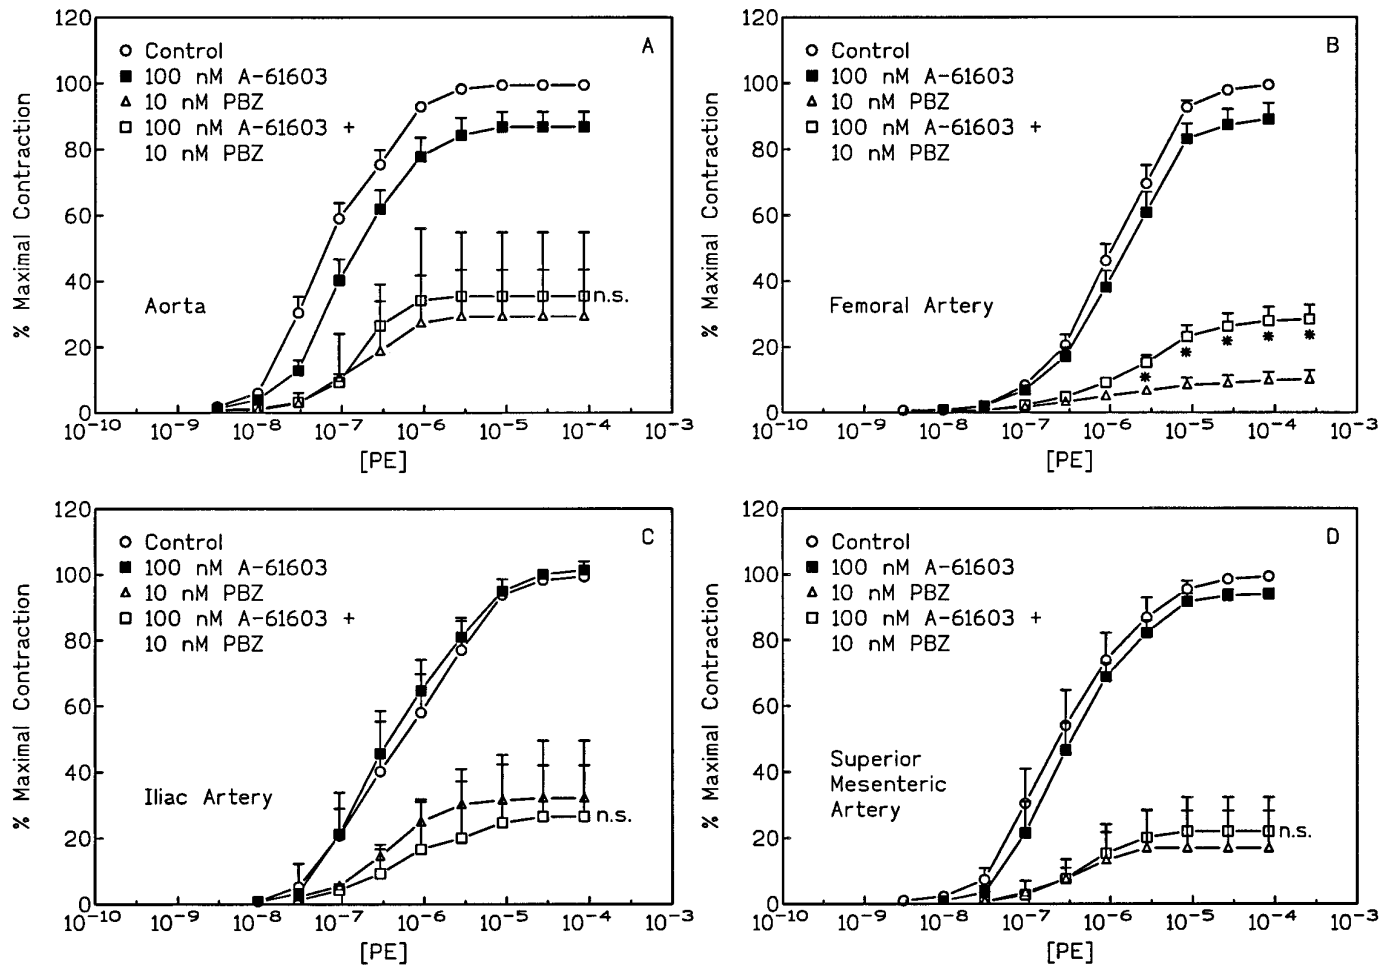 120
100
80
60
40
20
0
% Maximal Contraction
A
Control
100 nM A-61603
10 nM PBZ
100 nM A-61603 +
10 nM PBZ
Aorta
n.s.
10-10 10-9 10-8 10-7 10-6 10-5 10-4 10-3
[PE]
120
100
80
60
40
20
0
% Maximal Contraction
B
Control
100 nM A-61603
10 nM PBZ
100 nM A-61603 +
10 nM PBZ
Femoral Artery
* * * * *
10-10 10-9 10-8 10-7 10-6 10-5 10-4 10-3
[PE]
120
100
80
60
40
20
0
% Maximal Contraction
C
Control
100 nM A-61603
10 nM PBZ
100 nM A-61603 +
10 nM PBZ
Iliac Artery
n.s.
10-10 10-9 10-8 10-7 10-6 10-5 10-4 10-3
[PE]
120
100
80
60
40
20
0
% Maximal Contraction
D
Control
100 nM A-61603
10 nM PBZ
100 nM A-61603 +
10 nM PBZ
Superior
Mesenteric
Artery
n.s.
10-10 10-9 10-8 10-7 10-6 10-5 10-4 10-3
[PE]